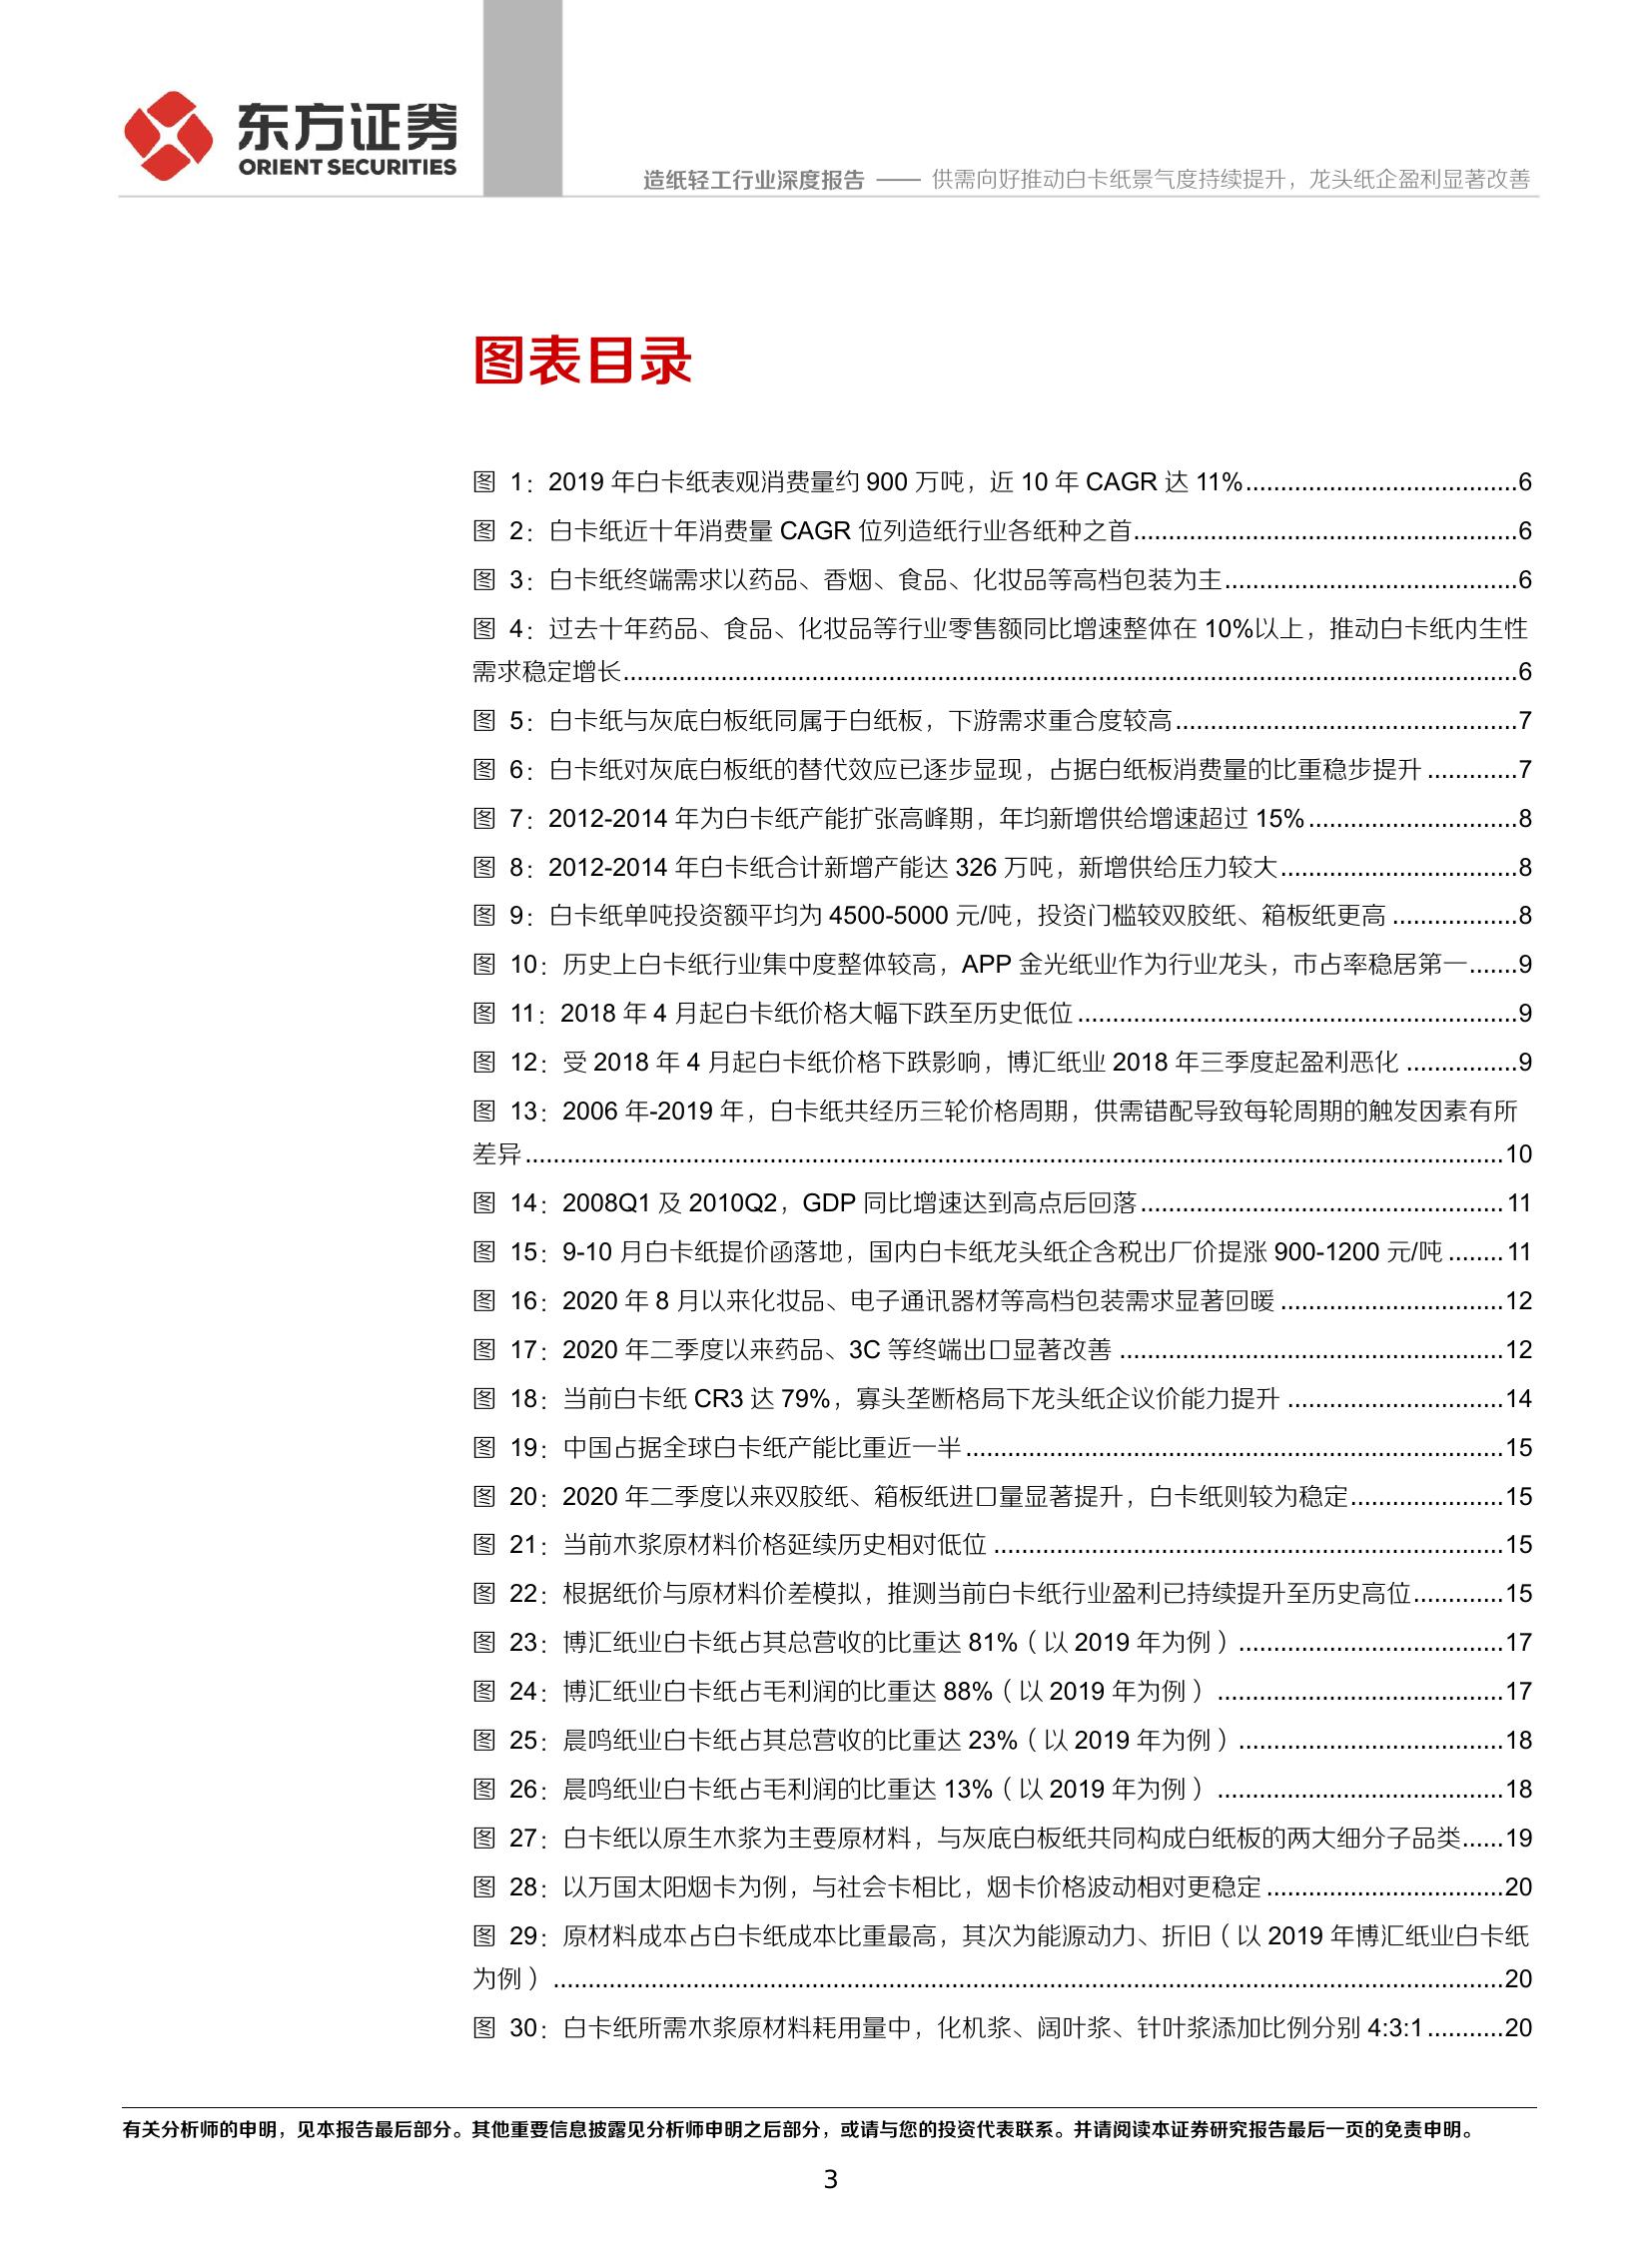 东方证券
ORIENT SECURITIES
造纸轻工行业深度报告 —— 供需向好推动白卡纸景气度持续提升，龙头纸企盈利显著改善
图表目录
图 1：2019 年白卡纸表观消费量约 900 万吨，近 10 年 CAGR 达 11%.......................................6
图 2：白卡纸近十年消费量 CAGR 位列造纸行业各纸种之首.......................................................6
图 3：白卡纸终端需求以药品、香烟、食品、化妆品等高档包装为主..........................................6
图 4：过去十年药品、食品、化妆品等行业零售额同比增速整体在 10%以上，推动白卡纸内生性
需求稳定增长.................................................................................................................................6
图 5：白卡纸与灰底白板纸同属于白纸板，下游需求重合度较高.................................................7
图 6：白卡纸对灰底白板纸的替代效应已逐步显现，占据白纸板消费量的比重稳步提升 .............7
图 7：2012-2014 年为白卡纸产能扩张高峰期，年均新增供给增速超过 15%..............................8
图 8：2012-2014 年白卡纸合计新增产能达 326 万吨，新增供给压力较大..................................8
图 9：白卡纸单吨投资额平均为 4500-5000 元/吨，投资门槛较双胶纸、箱板纸更高 ..................8
图 10：历史上白卡纸行业集中度整体较高，APP 金光纸业作为行业龙头，市占率稳居第一.......9
图 11：2018 年 4 月起白卡纸价格大幅下跌至历史低位 ...............................................................9
图 12：受 2018 年 4 月起白卡纸价格下跌影响，博汇纸业 2018 年三季度起盈利恶化 ................9
图 13：2006 年-2019 年，白卡纸共经历三轮价格周期，供需错配导致每轮周期的触发因素有所
差异.............................................................................................................................................10
图 14：2008Q1 及 2010Q2，GDP 同比增速达到高点后回落....................................................11
图 15：9-10 月白卡纸提价函落地，国内白卡纸龙头纸企含税出厂价提涨 900-1200 元/吨 ........11
图 16：2020 年 8 月以来化妆品、电子通讯器材等高档包装需求显著回暖 ................................12
图 17：2020 年二季度以来药品、3C 等终端出口显著改善 .......................................................12
图 18：当前白卡纸 CR3 达 79%，寡头垄断格局下龙头纸企议价能力提升 ...............................14
图 19：中国占据全球白卡纸产能比重近一半.............................................................................15
图 20：2020 年二季度以来双胶纸、箱板纸进口量显著提升，白卡纸则较为稳定......................15
图 21：当前木浆原材料价格延续历史相对低位 .........................................................................15
图 22：根据纸价与原材料价差模拟，推测当前白卡纸行业盈利已持续提升至历史高位.............15
图 23：博汇纸业白卡纸占其总营收的比重达 81%（以 2019 年为例）......................................17
图 24：博汇纸业白卡纸占毛利润的比重达 88%（以 2019 年为例） .........................................17
图 25：晨鸣纸业白卡纸占其总营收的比重达 23%（以 2019 年为例）......................................18
图 26：晨鸣纸业白卡纸占毛利润的比重达 13%（以 2019 年为例） .........................................18
图 27：白卡纸以原生木浆为主要原材料，与灰底白板纸共同构成白纸板的两大细分子品类......19
图 28：以万国太阳烟卡为例，与社会卡相比，烟卡价格波动相对更稳定..................................20
图 29：原材料成本占白卡纸成本比重最高，其次为能源动力、折旧（以 2019 年博汇纸业白卡纸
为例） ........................................................................................................................................20
图 30：白卡纸所需木浆原材料耗用量中，化机浆、阔叶浆、针叶浆添加比例分别 4:3:1...........20
有关分析师的申明，见本报告最后部分。其他重要信息披露见分析师申明之后部分，或请与您的投资代表联系。并请阅读本证券研究报告最后一页的免责申明。
3